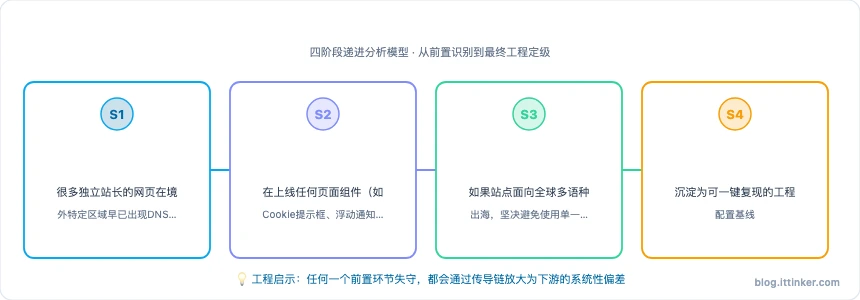 四阶段递进分析模型 · 从前置识别到最终工程定级
S1
很多独立站长的网页在境
外特定区域早已出现DNS...
S2
在上线任何页面组件（如
Cookie提示框、浮动通知...
S3
如果站点面向全球多语种
出海，坚决避免使用单一...
S4
沉淀为可一键复现的工程
配置基线
💡 工程启示：任何一个前置环节失守，都会通过传导链放大为下游的系统性偏差
blog.ittinker.com